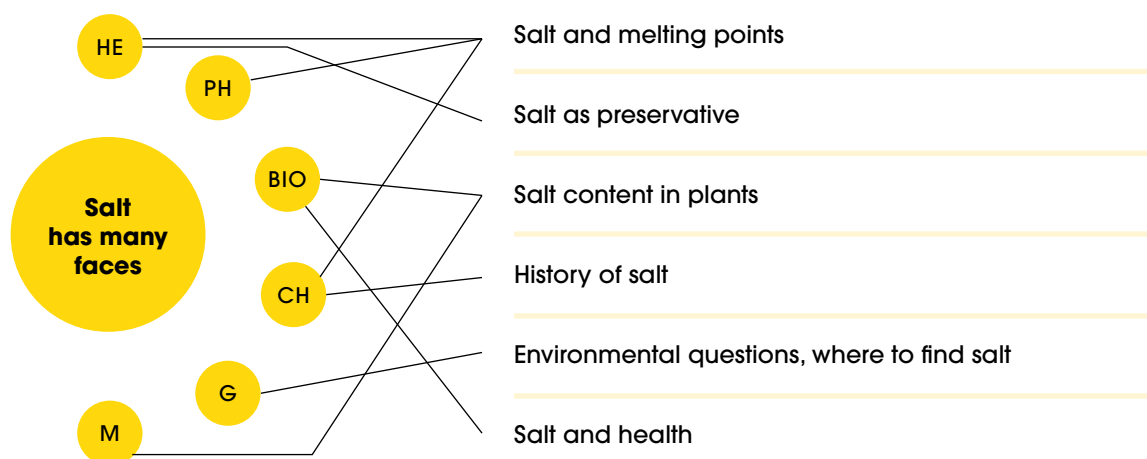 HE
PH
BIO
CH
G
M
Salt
has many
faces
Salt and melting points
Salt as preservative
Salt content in plants
History of salt
Environmental questions, where to find salt
Salt and health